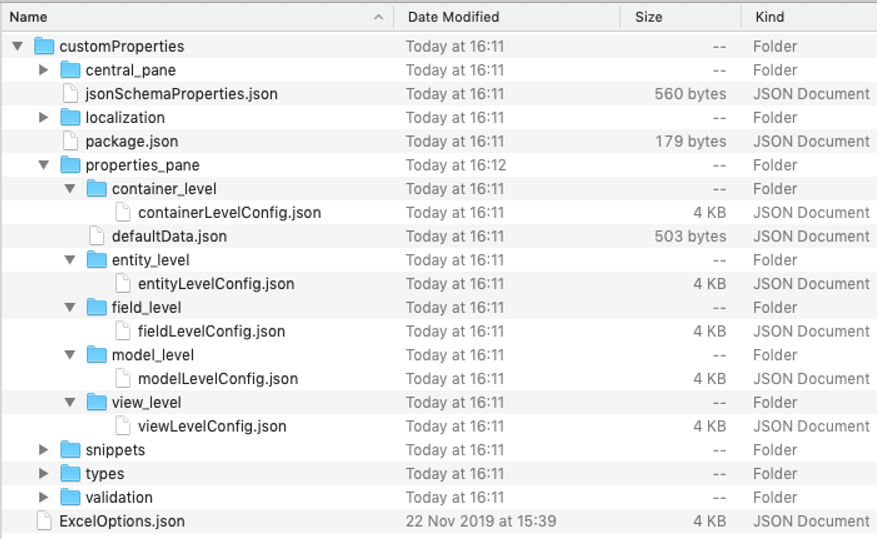 Name Date Modified Size Kind
customProperties Today at 16:11 -- Folder
central_pane Today at 16:11 -- Folder
jsonSchemaProperties.json Today at 16:11 560 bytes JSON Document
localization Today at 16:11 -- Folder
package.json Today at 16:11 179 bytes JSON Document
properties_pane Today at 16:12 -- Folder
container_level Today at 16:11 -- Folder
containerLevelConfig.json Today at 16:11 4 KB JSON Document
defaultData.json Today at 16:11 503 bytes JSON Document
entity_level Today at 16:11 -- Folder
entityLevelConfig.json Today at 16:11 4 KB JSON Document
field_level Today at 16:11 -- Folder
fieldLevelConfig.json Today at 16:11 4 KB JSON Document
model_level Today at 16:11 -- Folder
modelLevelConfig.json Today at 16:11 4 KB JSON Document
view_level Today at 16:11 -- Folder
viewLevelConfig.json Today at 16:11 4 KB JSON Document
snippets Today at 16:11 -- Folder
types Today at 16:11 -- Folder
validation Today at 16:11 -- Folder
ExcelOptions.json 22 Nov 2019 at 15:39 4 KB JSON Document